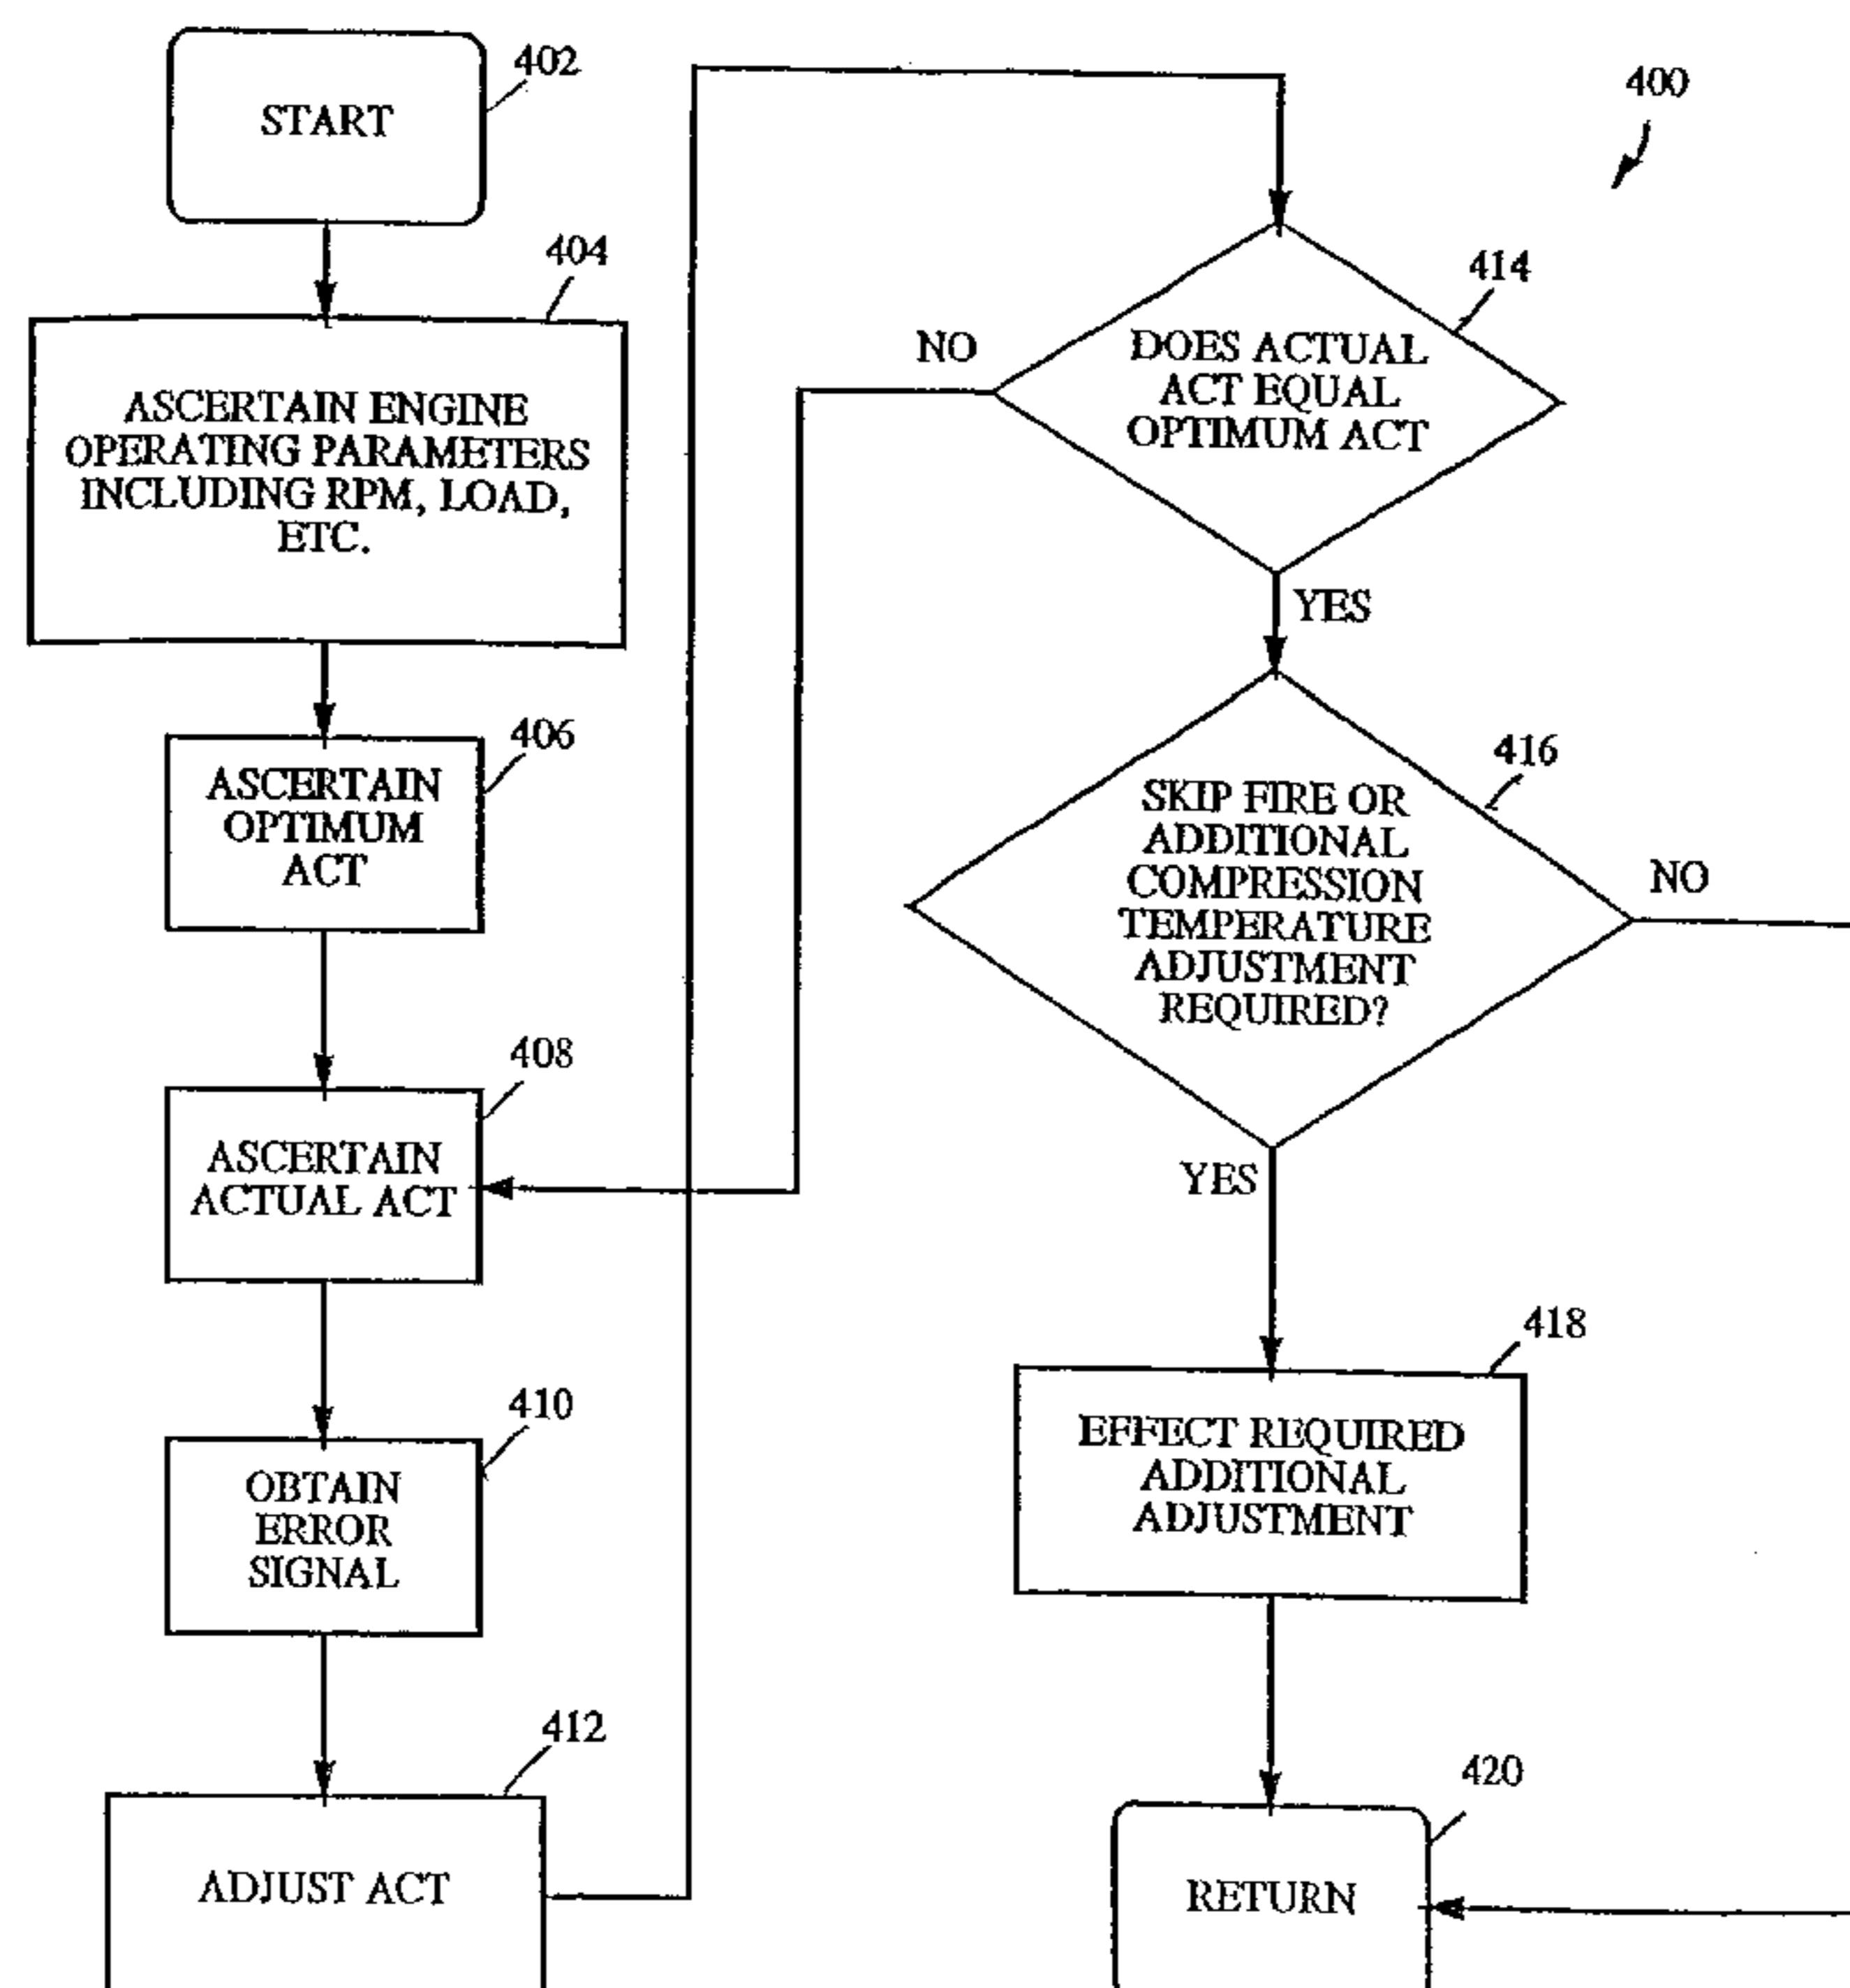 402
START
404
ASCERTAIN ENGINE
OPERATING PARAMETERS
INCLUDING RPM, LOAD,
ETC.
406
ASCERTAIN
OPTIMUM
ACT
408
ASCERTAIN
ACTUAL ACT
410
OBTAIN
ERROR
SIGNAL
412
ADJUST ACT
400
414
NO
DOES ACTUAL
ACT EQUAL
OPTIMUM ACT
YES
416
SKIP FIRE OR
ADDITIONAL
COMPRESSION
TEMPERATURE
ADJUSTMENT
REQUIRED?
NO
YES
418
EFFECT REQUIRED
ADDITIONAL
ADJUSTMENT
420
RETURN